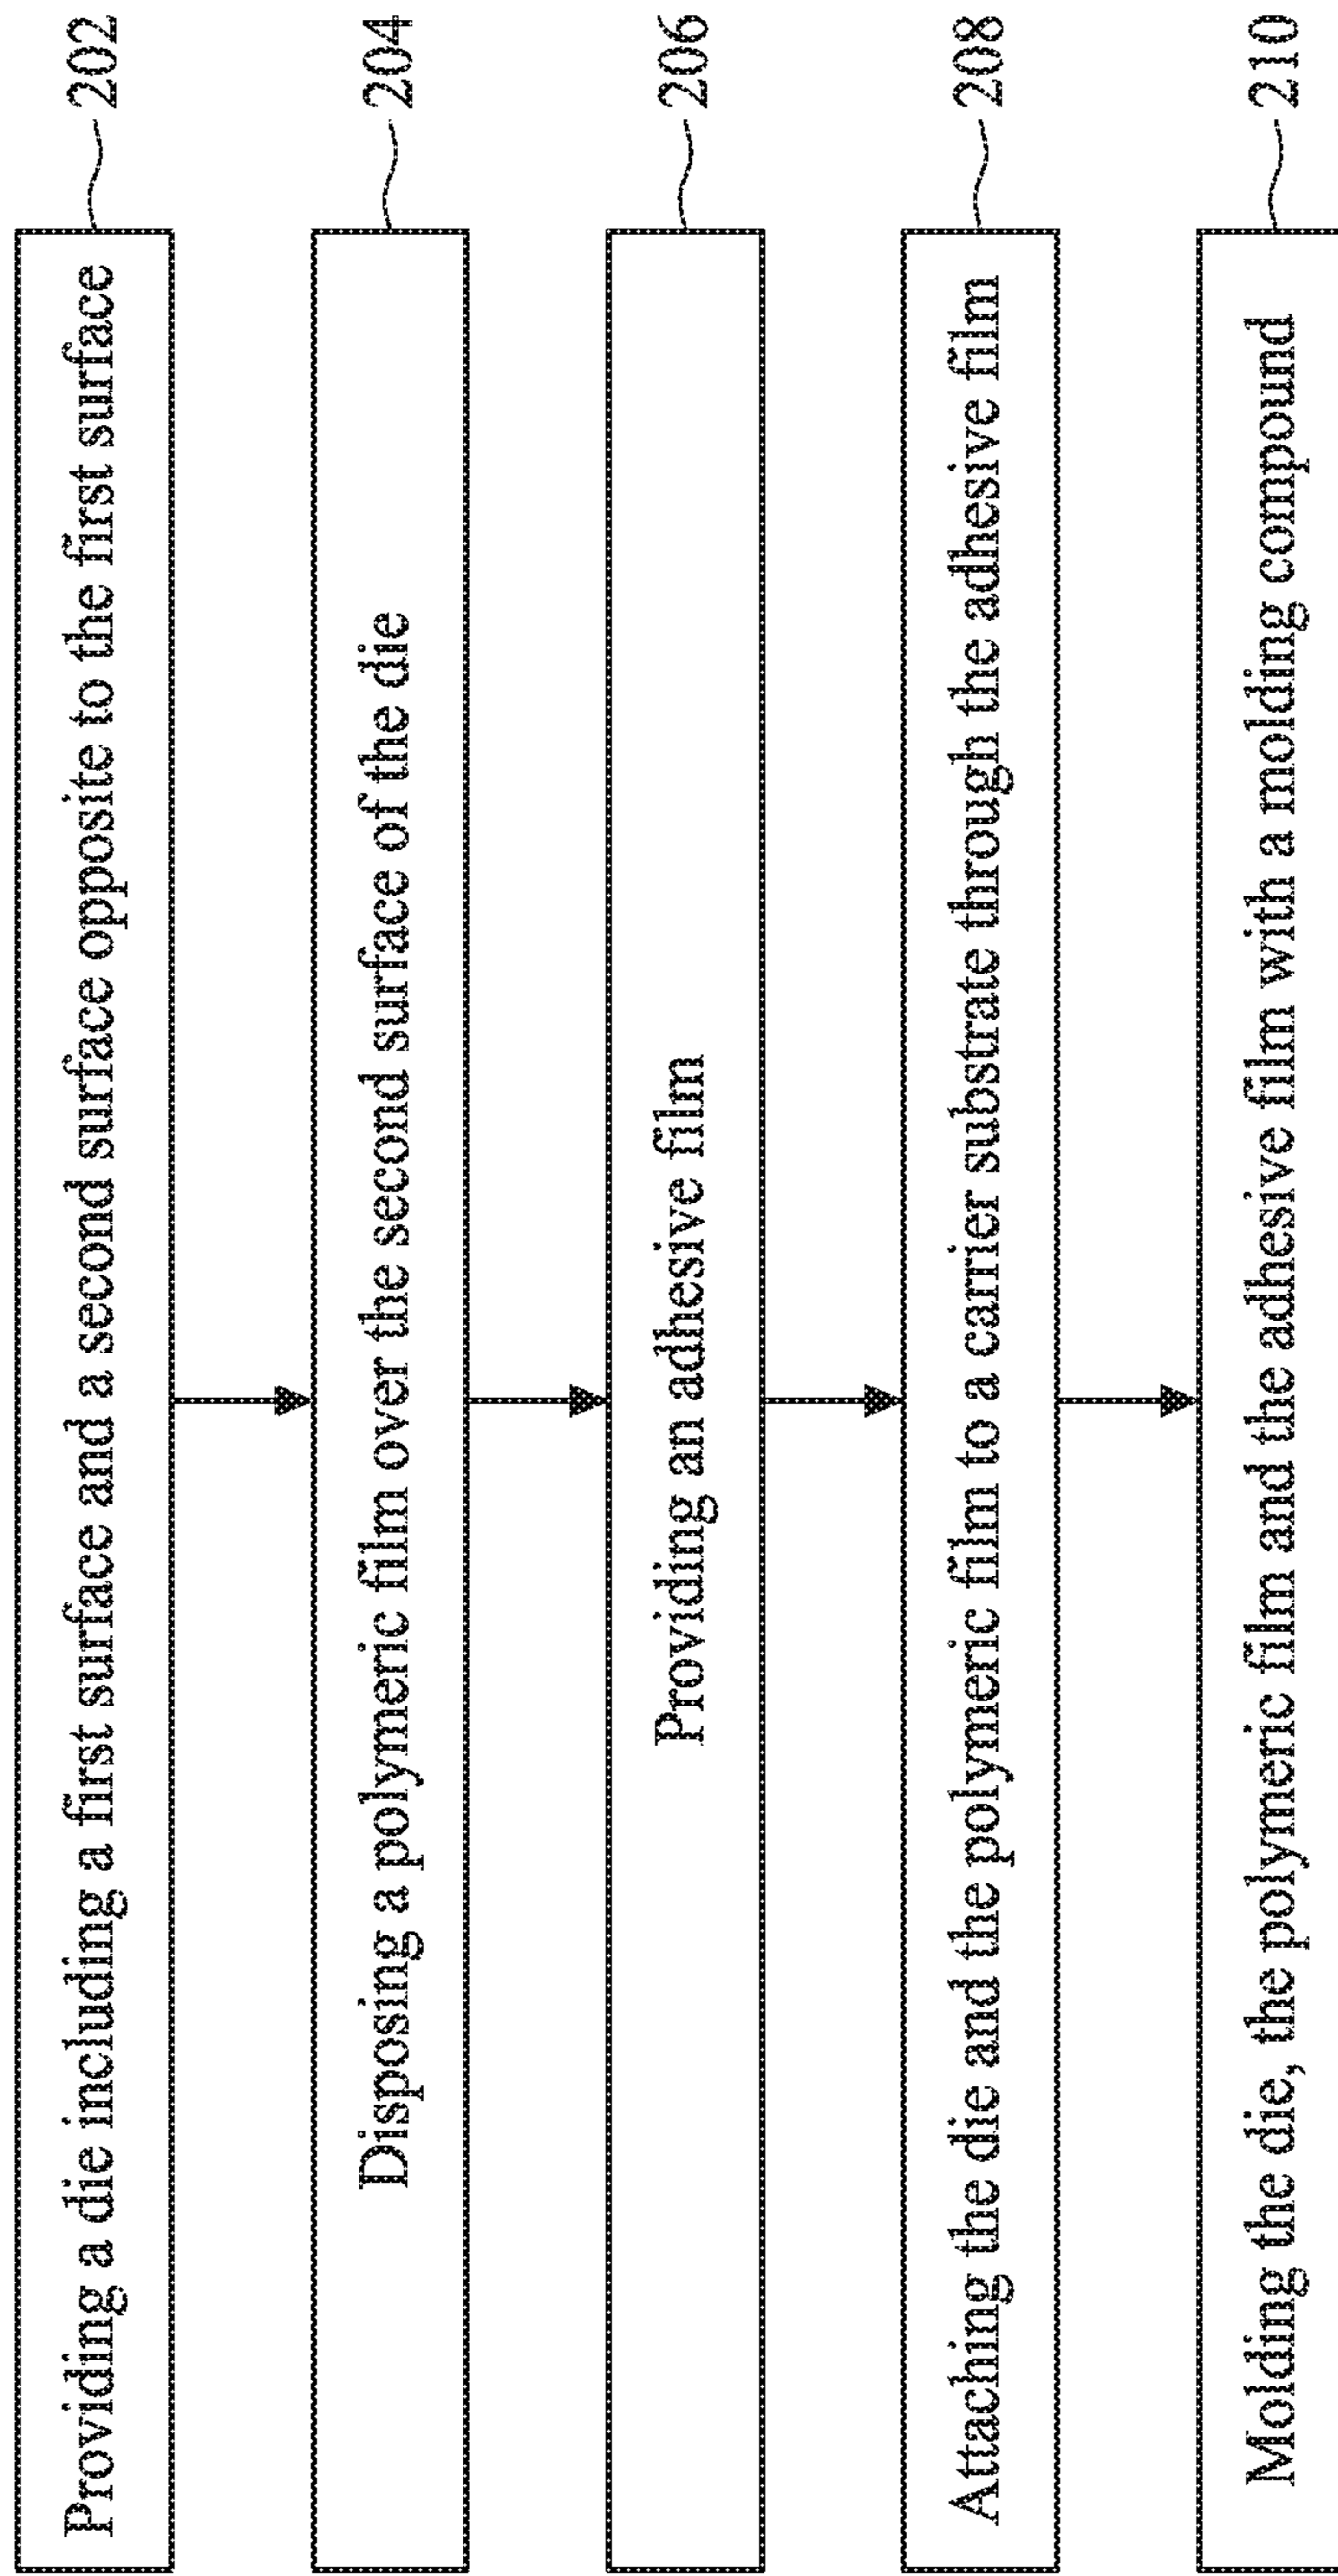 Providing a die including a first surface and a second surface opposite to the first surface 202
Disposing a polymeric film over the second surface of the die 204
Providing an adhesive film 206
Attaching the die and the polymeric film to a carrier substrate through the adhesive film 208
Molding the die, the polymeric film and the adhesive film with a molding compound 210